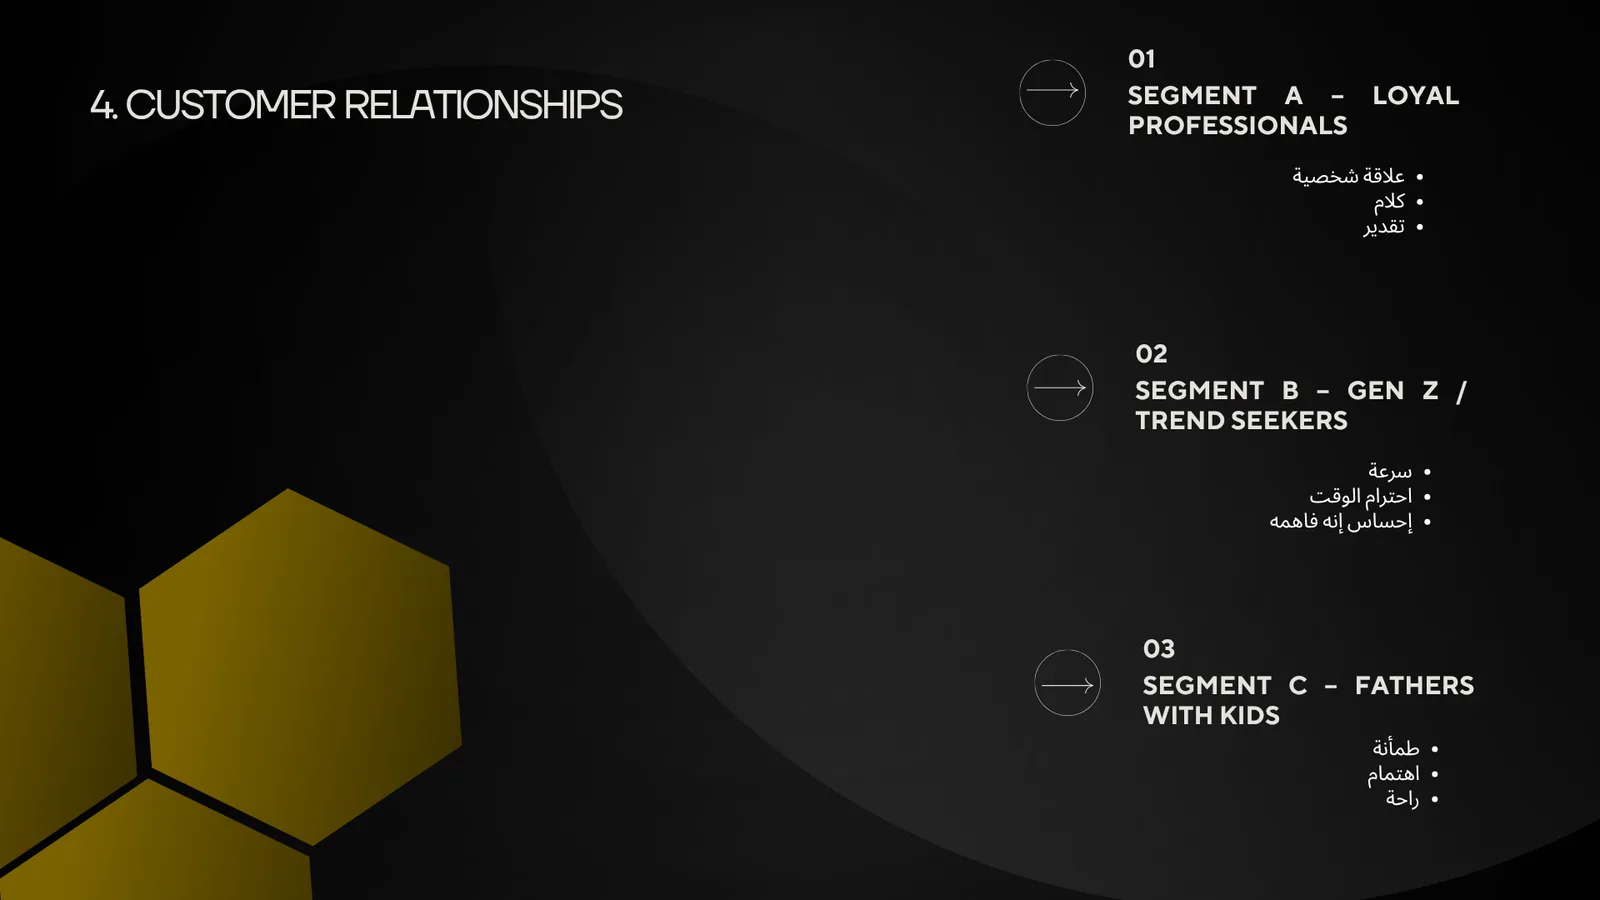 4. CUSTOMER RELATIONSHIPS
01
SEGMENT A – LOYAL
PROFESSIONALS
• علاقة شخصية
• كلام
• تقدير
02
SEGMENT B – GEN Z /
TREND SEEKERS
• سرعة
• احترام الوقت
• إحساس إنه فاهمه
03
SEGMENT C – FATHERS
WITH KIDS
• طمأنة
• اهتمام
• راحة